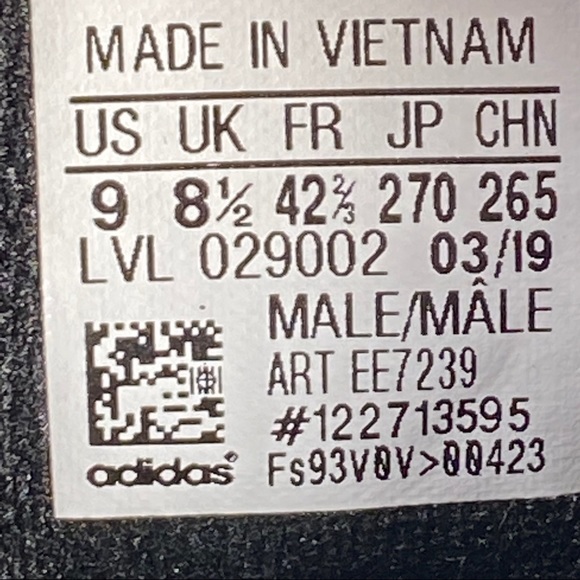 MADE IN VIETNAM
US UK FR JP CHN
9 8½ 42⅔ 270 265
LVL 029002 03/19
MALE/MÂLE
ART EE7239
#122713595
adidas Fs93V0V>00423